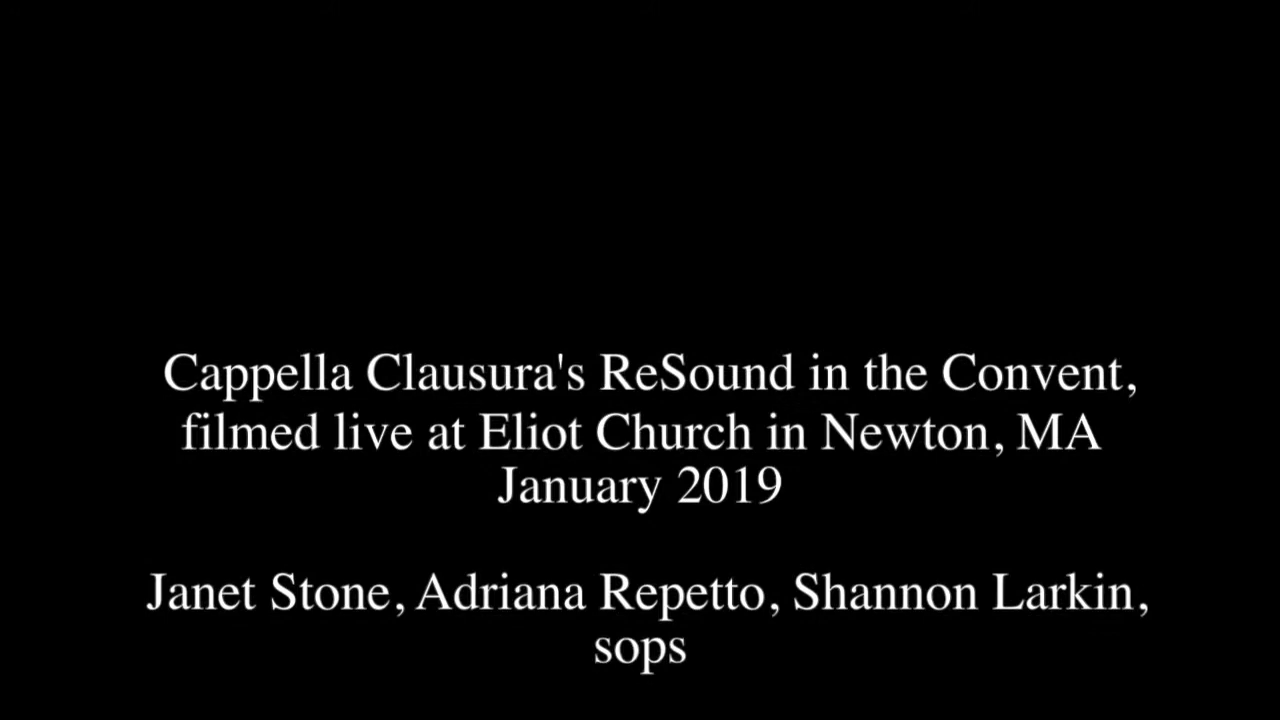 Cappella Clausura's ReSound in the Convent,
filmed live at Eliot Church in Newton, MA
January 2019
Janet Stone, Adriana Repetto, Shannon Larkin,
sops